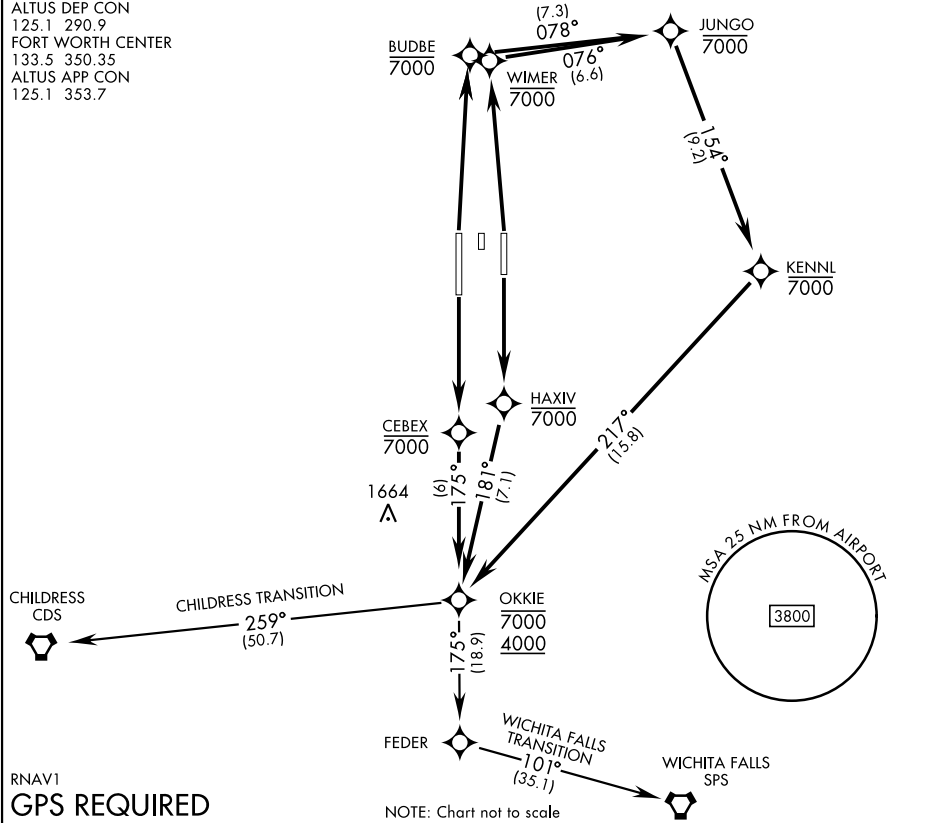 ALTUS DEP CON
125.1 290.9
FORT WORTH CENTER
133.5 350.35
ALTUS APP CON
125.1 353.7
BUDBE
7000
(7.3)
078°
076°
(6.6)
WIMER
7000
JUNGO
7000
154°
(9.2)
KENNL
7000
HAXIV
7000
CEBEX
7000
217°
(15.8)
1664
(6)
175°
181°
(7.1)
MSA 25 NM FROM AIRPORT
3800
CHILDRESS
CDS
CHILDRESS TRANSITION
259°
(50.7)
OKKIE
7000
4000
175°
(18.9)
FEDER
WICHITA FALLS
TRANSITION
101°
(35.1)
WICHITA FALLS
SPS
RNAV1
GPS REQUIRED
NOTE: Chart not to scale